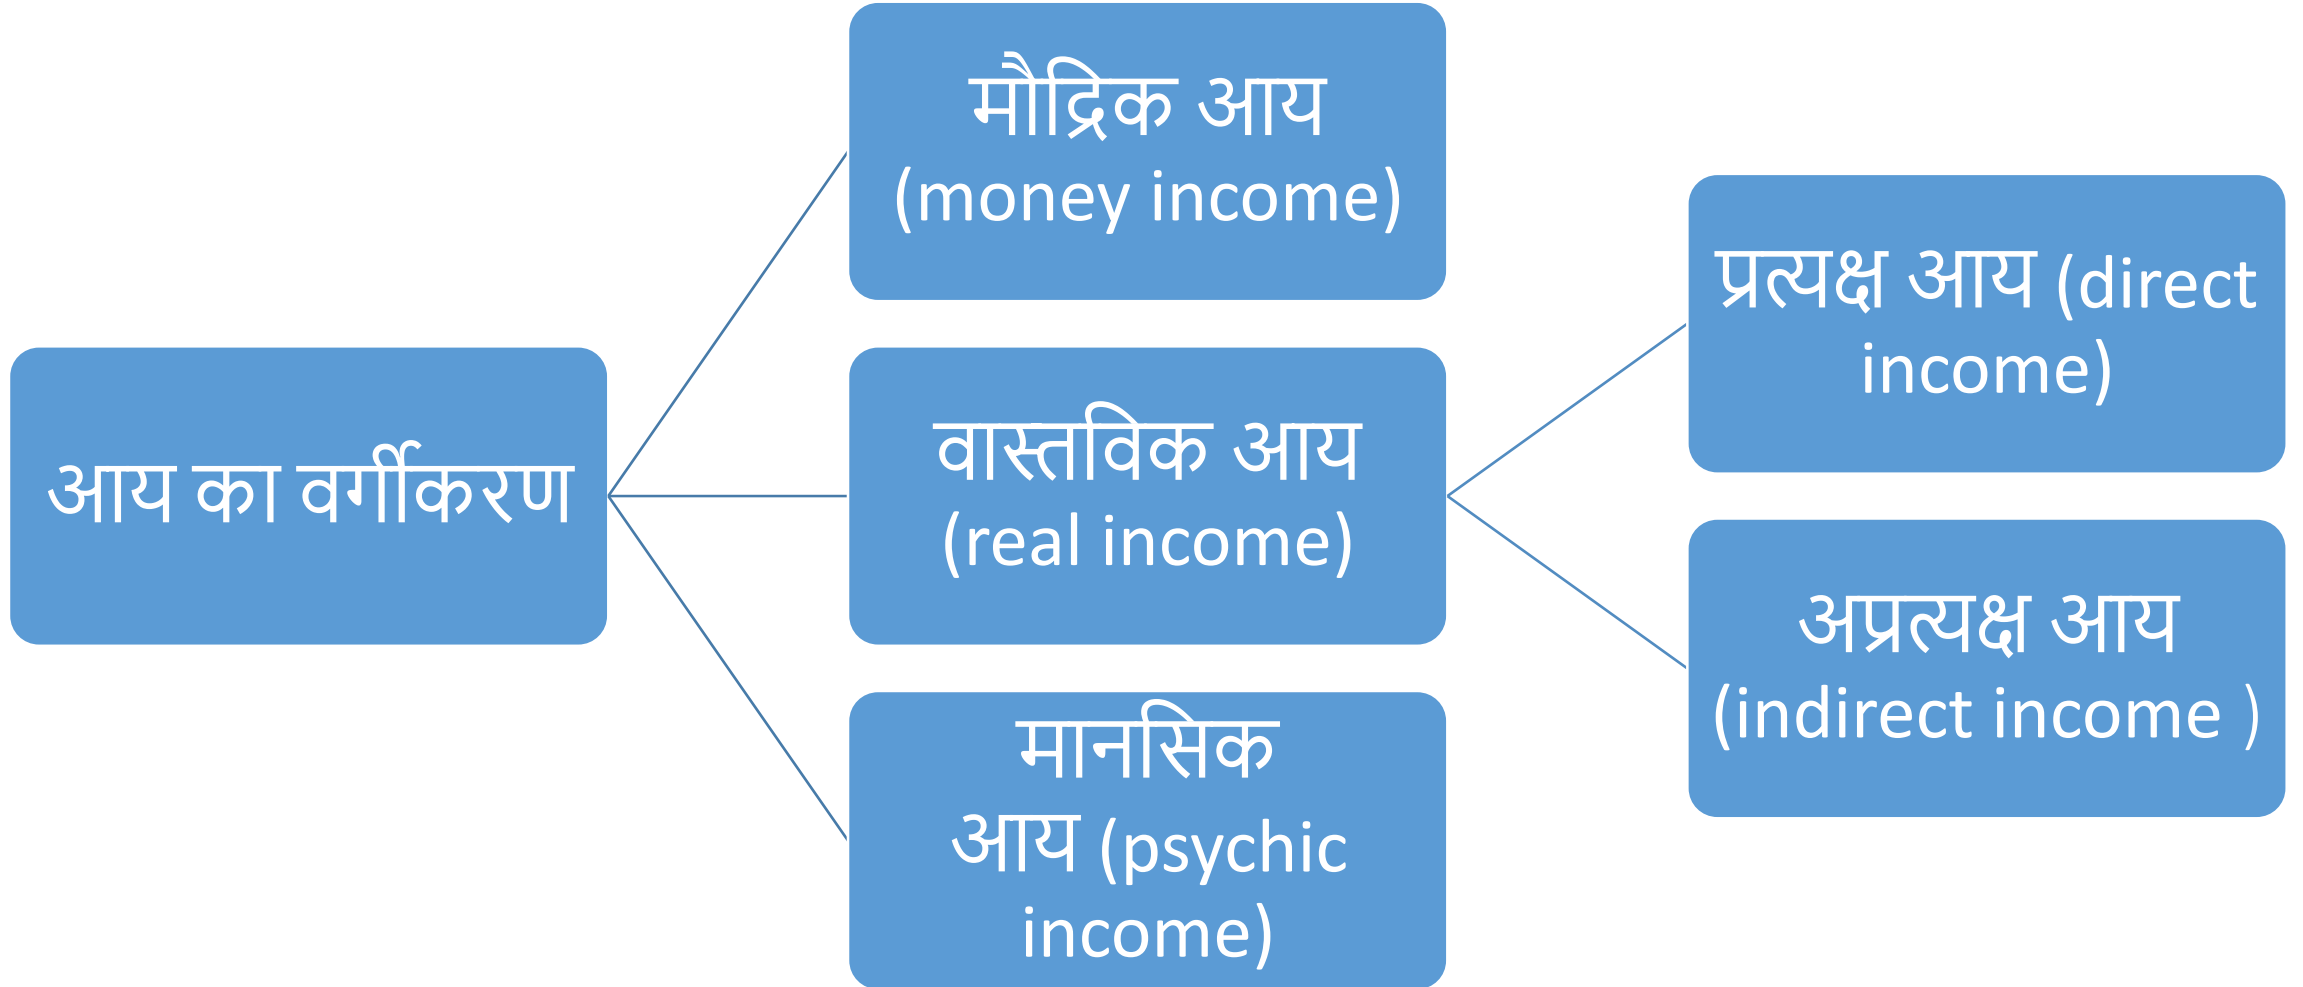 आय का वर्गीकरण
मौद्रिक आय
(money income)
वास्तविक आय
(real income)
मानसिक
आय (psychic
income)
प्रत्यक्ष आय (direct
income)
अप्रत्यक्ष आय
(indirect income )